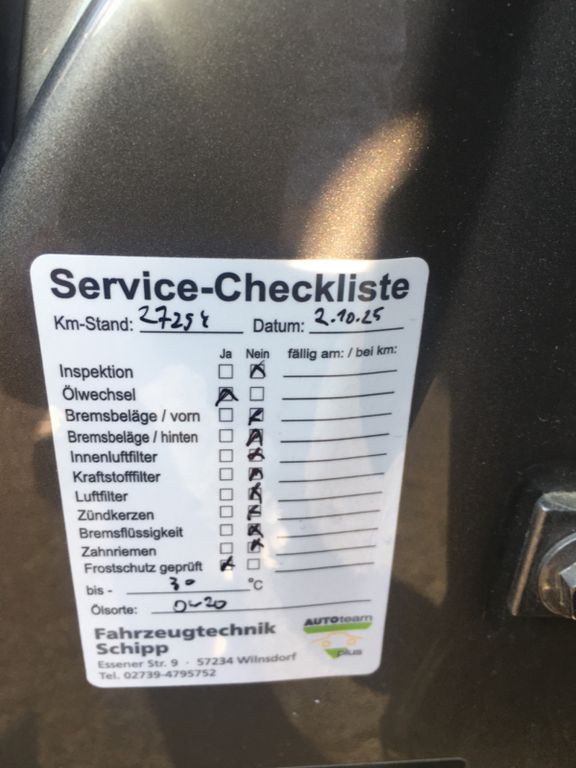 Service-Checkliste
Km-Stand: 27254 Datum: 2.10.25
Ja Nein fällig am: / bei km:
Inspektion
Ölwechsel
Bremsbeläge / vorn
Bremsbeläge / hinten
Innenluftfilter
Kraftstofffilter
Luftfilter
Zündkerzen
Bremsflüssigkeit
Zahnriemen
Frostschutz geprüft
bis - 30 °C
Ölsorte: 0W20
Fahrzeugtechnik
Schipp
AUTOteam
plus
Essener Str. 9 · 57234 Wilnsdorf
Tel. 02739-4795752